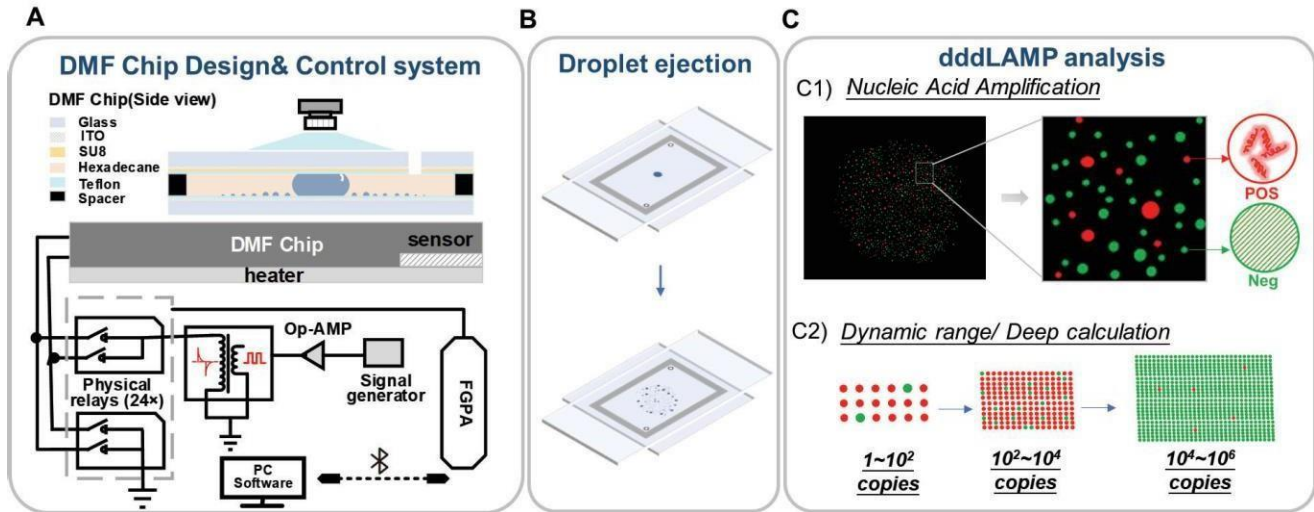 A
DMF Chip Design& Control system
DMF Chip(Side view)
Glass
ITO
SU8
Hexadecane
Teflon
Spacer
DMF Chip
sensor
heater
Op-AMP
Physical
relays (24×)
Signal
generator
FGPA
PC
Software
B
Droplet ejection
C
dddLAMP analysis
C1) Nucleic Acid Amplification
POS
Neg
C2) Dynamic range/ Deep calculation
1~10²
copies
10²~10⁴
copies
10⁴~10⁶
copies